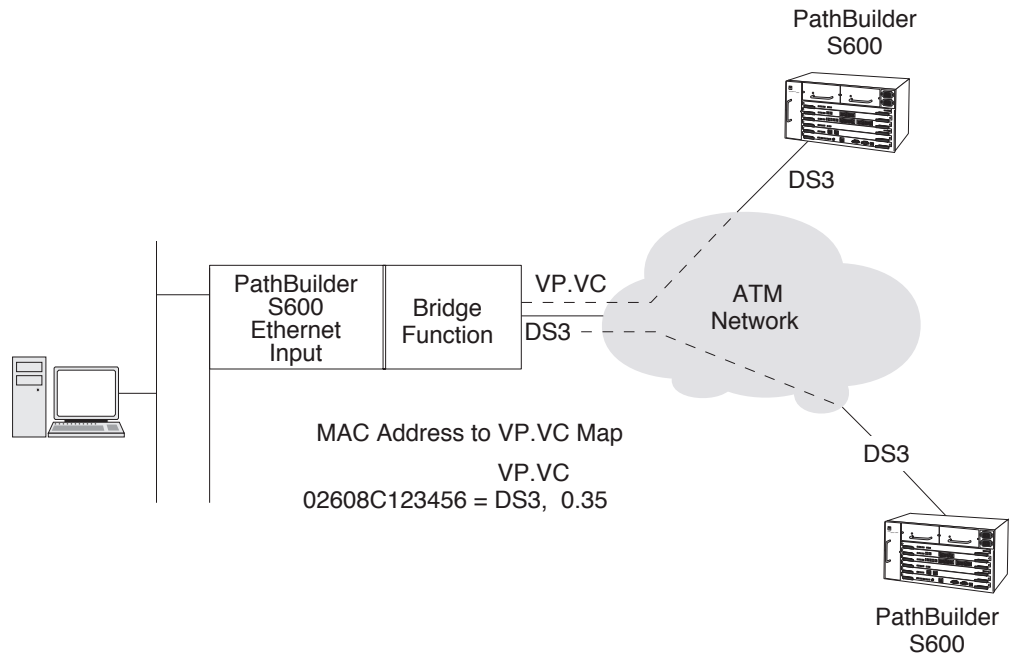 PathBuilder
S600
DS3
PathBuilder
S600
Ethernet
Input
Bridge
Function
VP.VC
DS3
ATM
Network
MAC Address to VP.VC Map
VP.VC
02608C123456 = DS3, 0.35
DS3
PathBuilder
S600